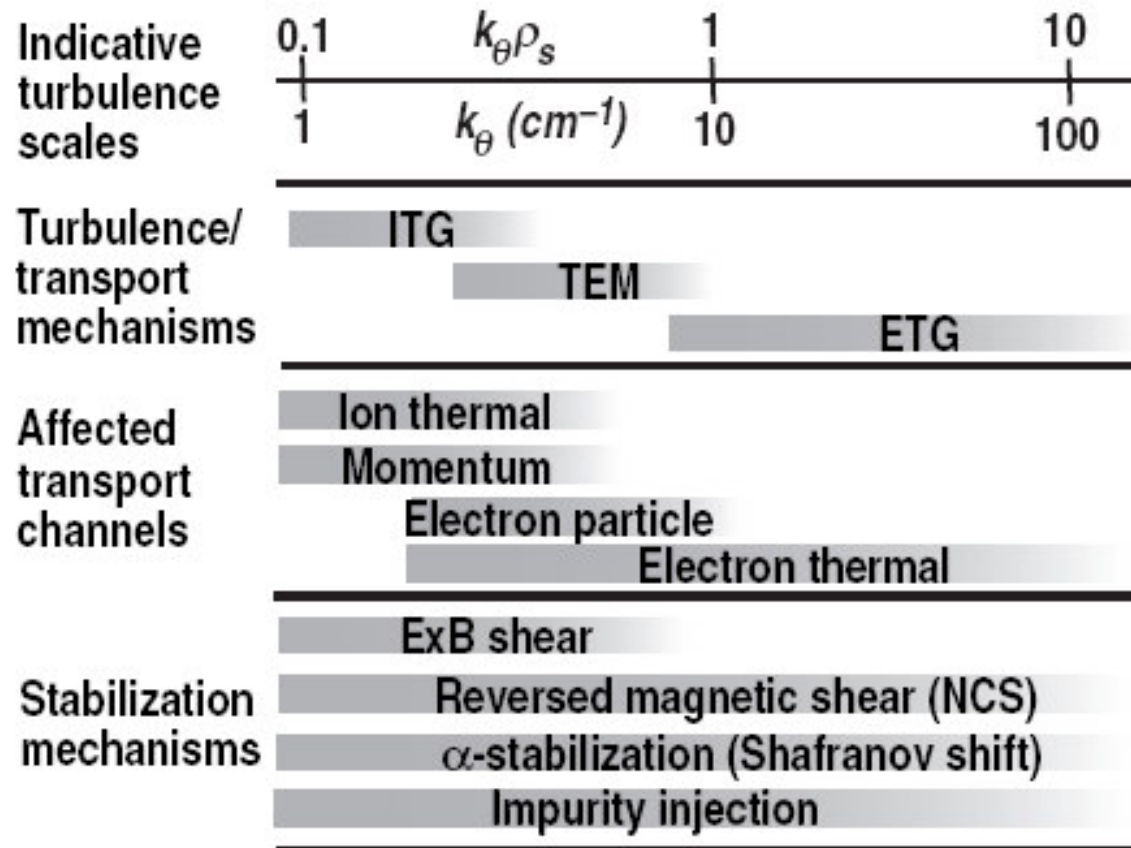 Indicative
turbulence
scales
0.1 kθρs 1 10
1 kθ (cm⁻¹) 10 100
Turbulence/
transport
mechanisms
ITG
TEM
ETG
Affected
transport
channels
Ion thermal
Momentum
Electron particle
Electron thermal
Stabilization
mechanisms
ExB shear
Reversed magnetic shear (NCS)
α-stabilization (Shafranov shift)
Impurity injection